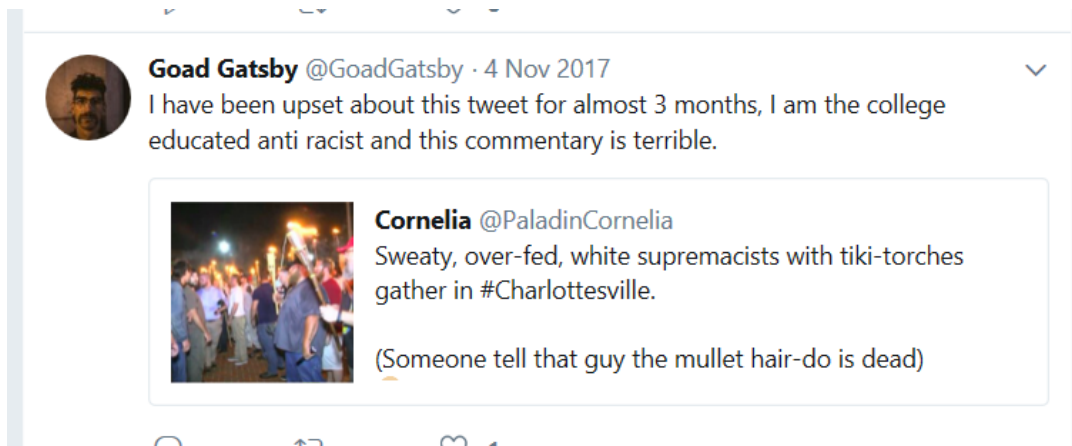 Goad Gatsby @GoadGatsby · 4 Nov 2017
I have been upset about this tweet for almost 3 months, I am the college
educated anti racist and this commentary is terrible.
Cornelia @PaladinCornelia
Sweaty, over-fed, white supremacists with tiki-torches
gather in #Charlottesville.
(Someone tell that guy the mullet hair-do is dead)